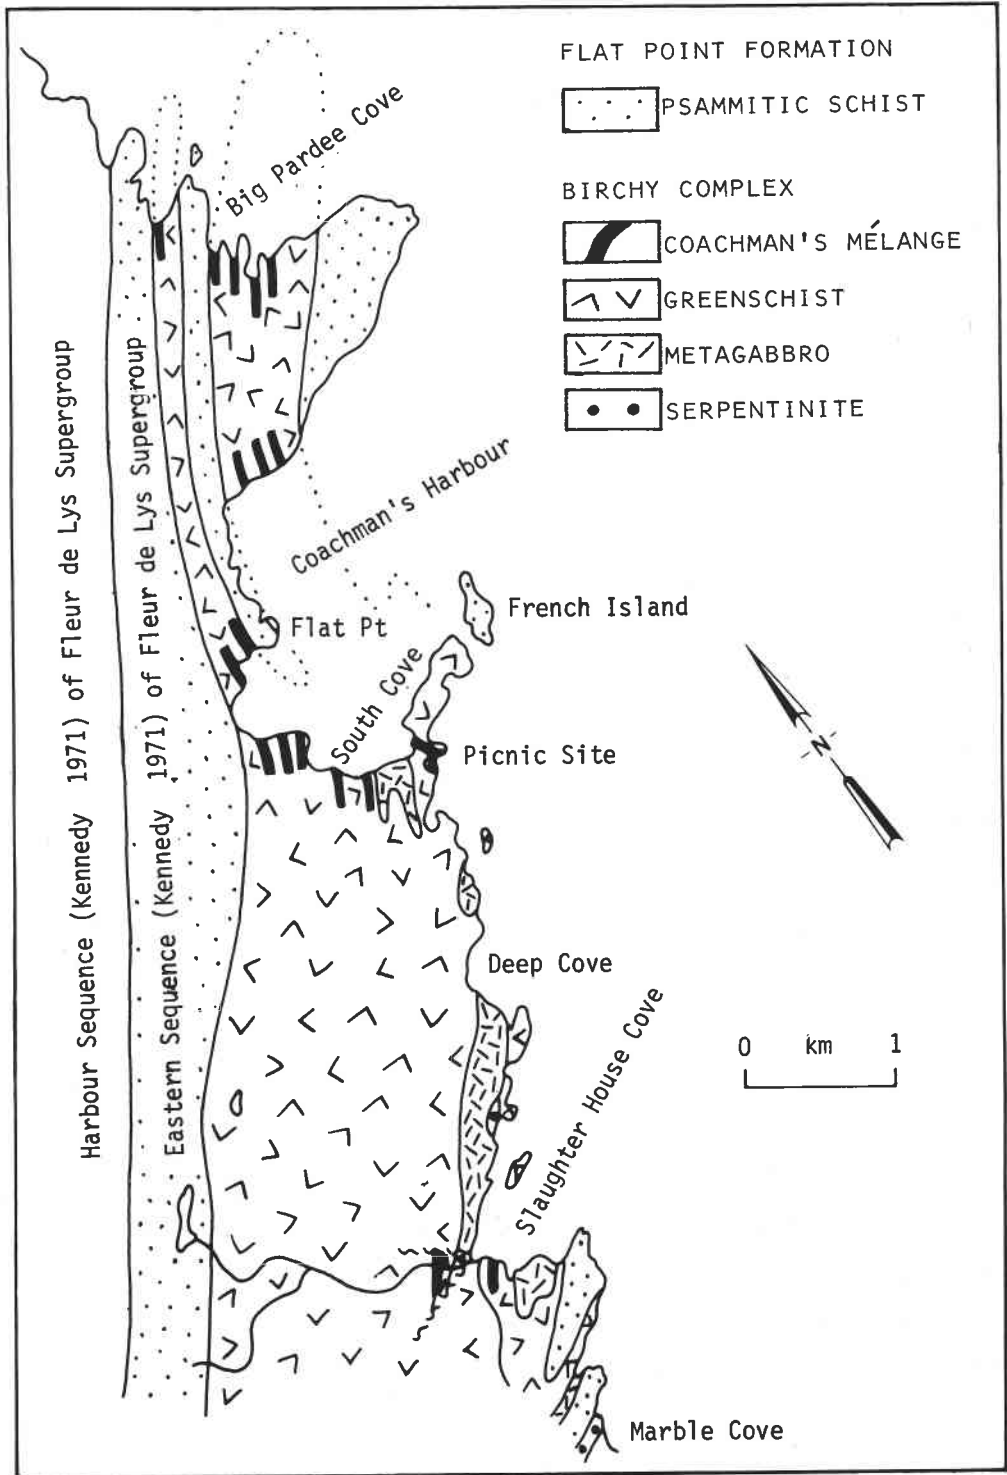 FLAT POINT FORMATION
PSAMMITIC SCHIST
BIRCHY COMPLEX
COACHMAN'S MÉLANGE
GREENSCHIST
METAGABBRO
SERPENTINITE
Big Pardee Cove
Coachman's Harbour
French Island
Flat Pt
South Cove
Picnic Site
N
Deep Cove
Slaughter House Cove
0 km 1
Marble Cove
Harbour Sequence (Kennedy 1971) of Fleur de Lys Supergroup
Eastern Sequence (Kennedy 1971) of Fleur de Lys Supergroup